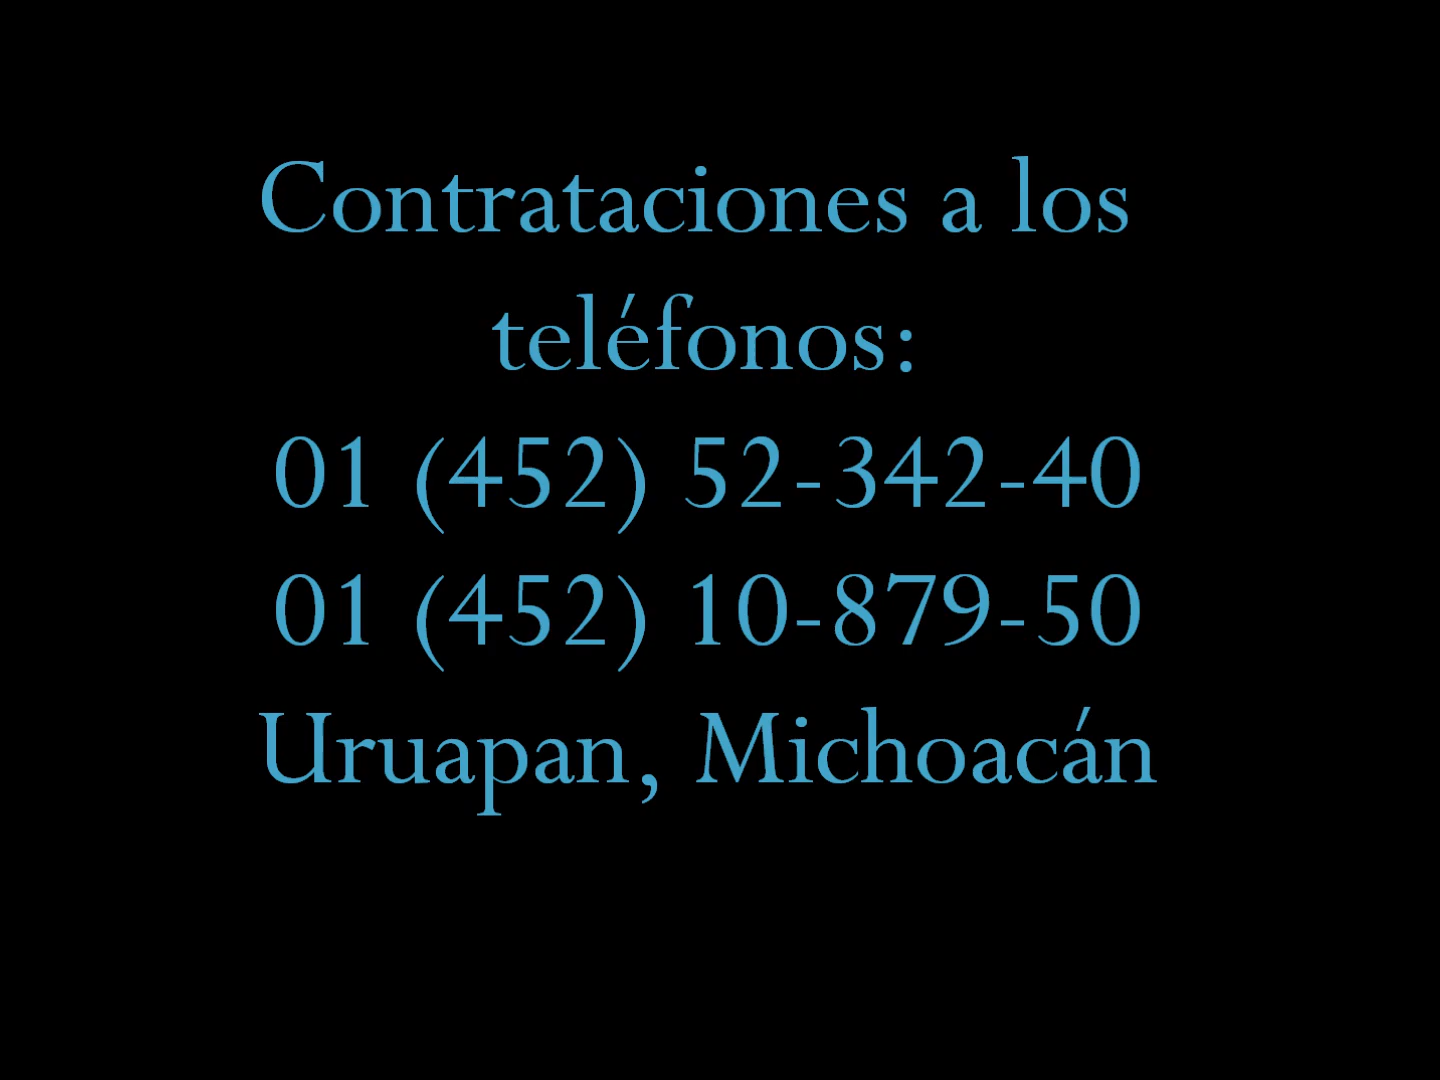 Contrataciones a los
teléfonos:
01 (452) 52-342-40
01 (452) 10-879-50
Uruapan, Michoacán